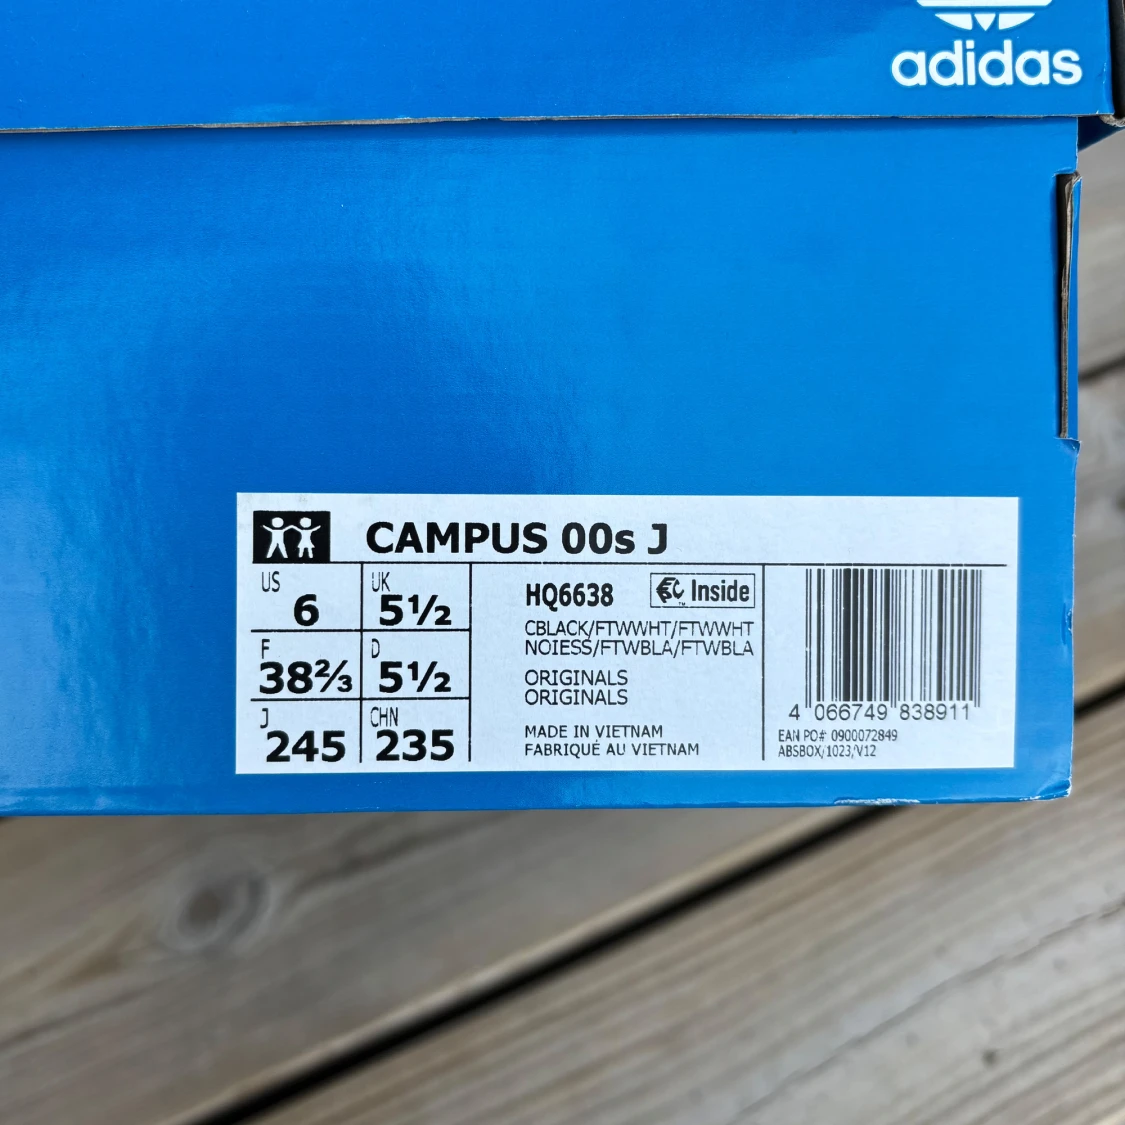 adidas
CAMPUS 00s J
US
6
UK
5½
F
38⅔
D
5½
J
245
CHN
235
HQ6638
EC Inside
™
CBLACK/FTWWHT/FTWWHT
NOIESS/FTWBLA/FTWBLA
ORIGINALS
ORIGINALS
MADE IN VIETNAM
FABRIQUÉ AU VIETNAM
4 066749 838911
EAN PO# 0900072849
ABSBOX/1023/V12